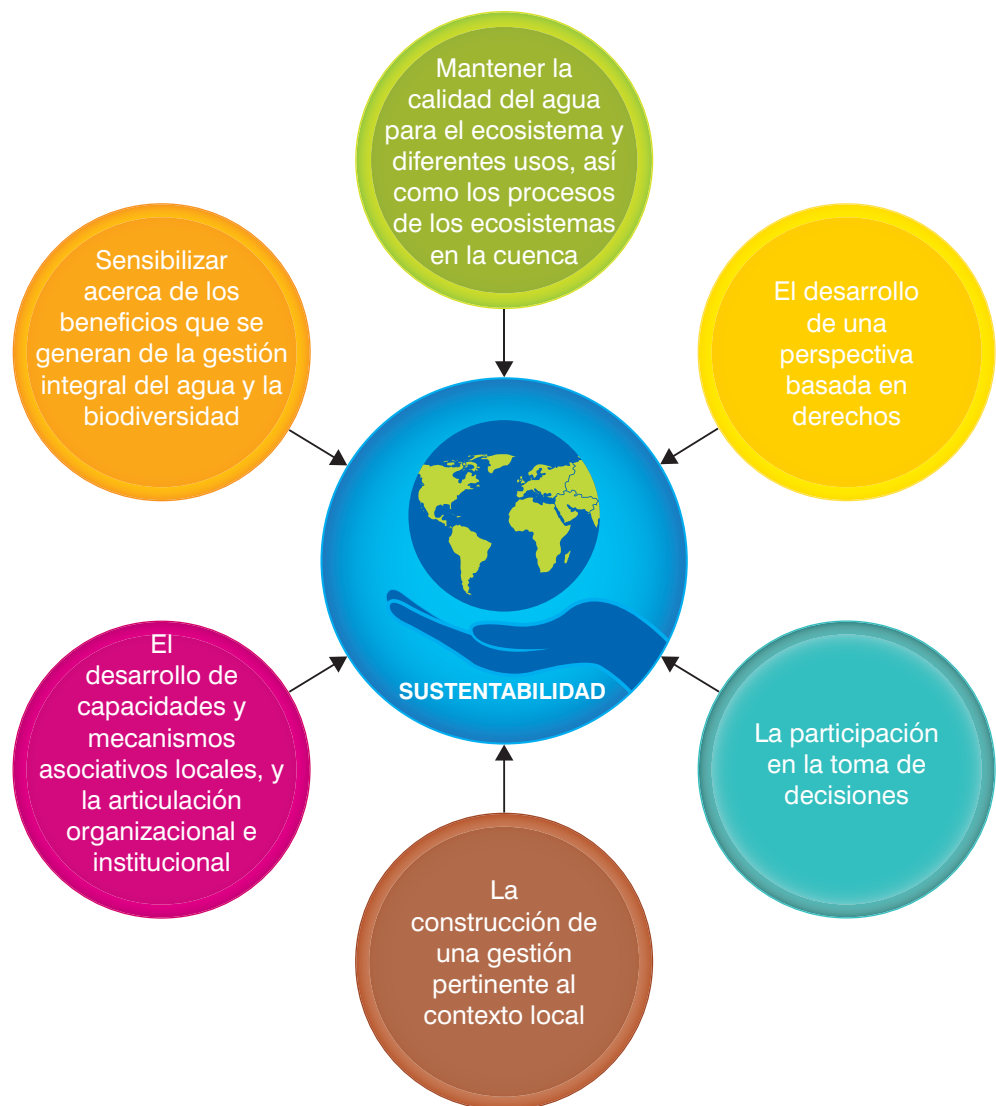 Mantener la
calidad del agua
para el ecosistema y
diferentes usos, así
como los procesos
de los ecosistemas
en la cuenca
Sensibilizar
acerca de los
beneficios que se
generan de la gestión
integral del agua y la
biodiversidad
El desarrollo
de una
perspectiva
basada en
derechos
SUSTENTABILIDAD
El
desarrollo de
capacidades y
mecanismos
asociativos locales, y
la articulación
organizacional e
institucional
La participación
en la toma de
decisiones
La
construcción de
una gestión
pertinente al
contexto local